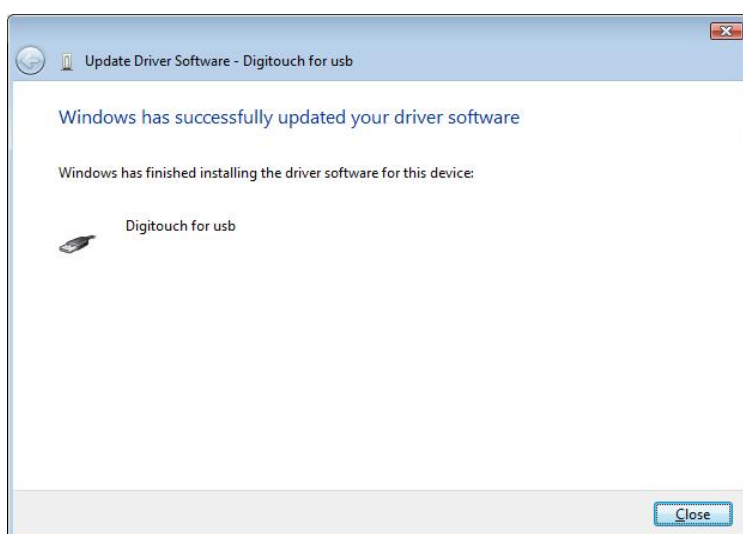 Update Driver Software - Digitouch for usb
Windows has successfully updated your driver software
Windows has finished installing the driver software for this device:
Digitouch for usb
Close